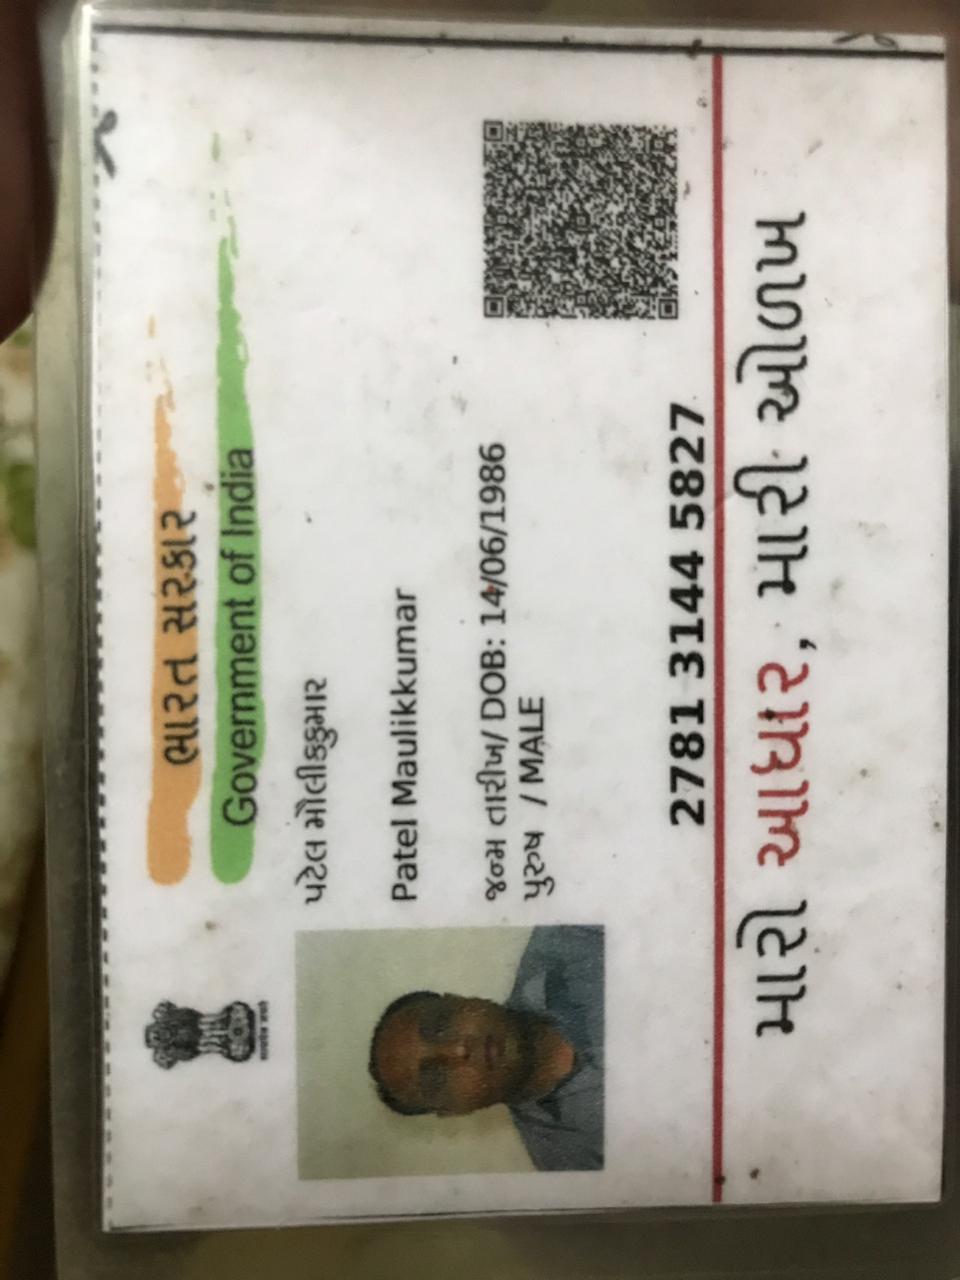 ભારત સરકાર
Government of India
પટેલ મૌલીકકુમાર
Patel Maulikkumar
જન્મ તારીખ/ DOB: 14/06/1986
પુરુષ / MALE
2781 3144 5827
મારો આધાર, મારી ઓળખ